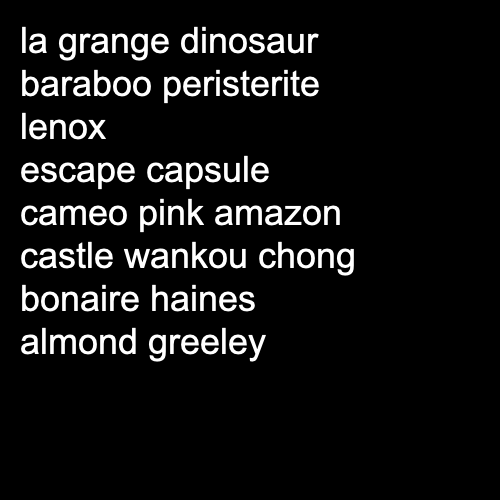 la grange dinosaur
baraboo peristerite
lenox
escape capsule
cameo pink amazon
castle wankou chong
bonaire haines
almond greeley